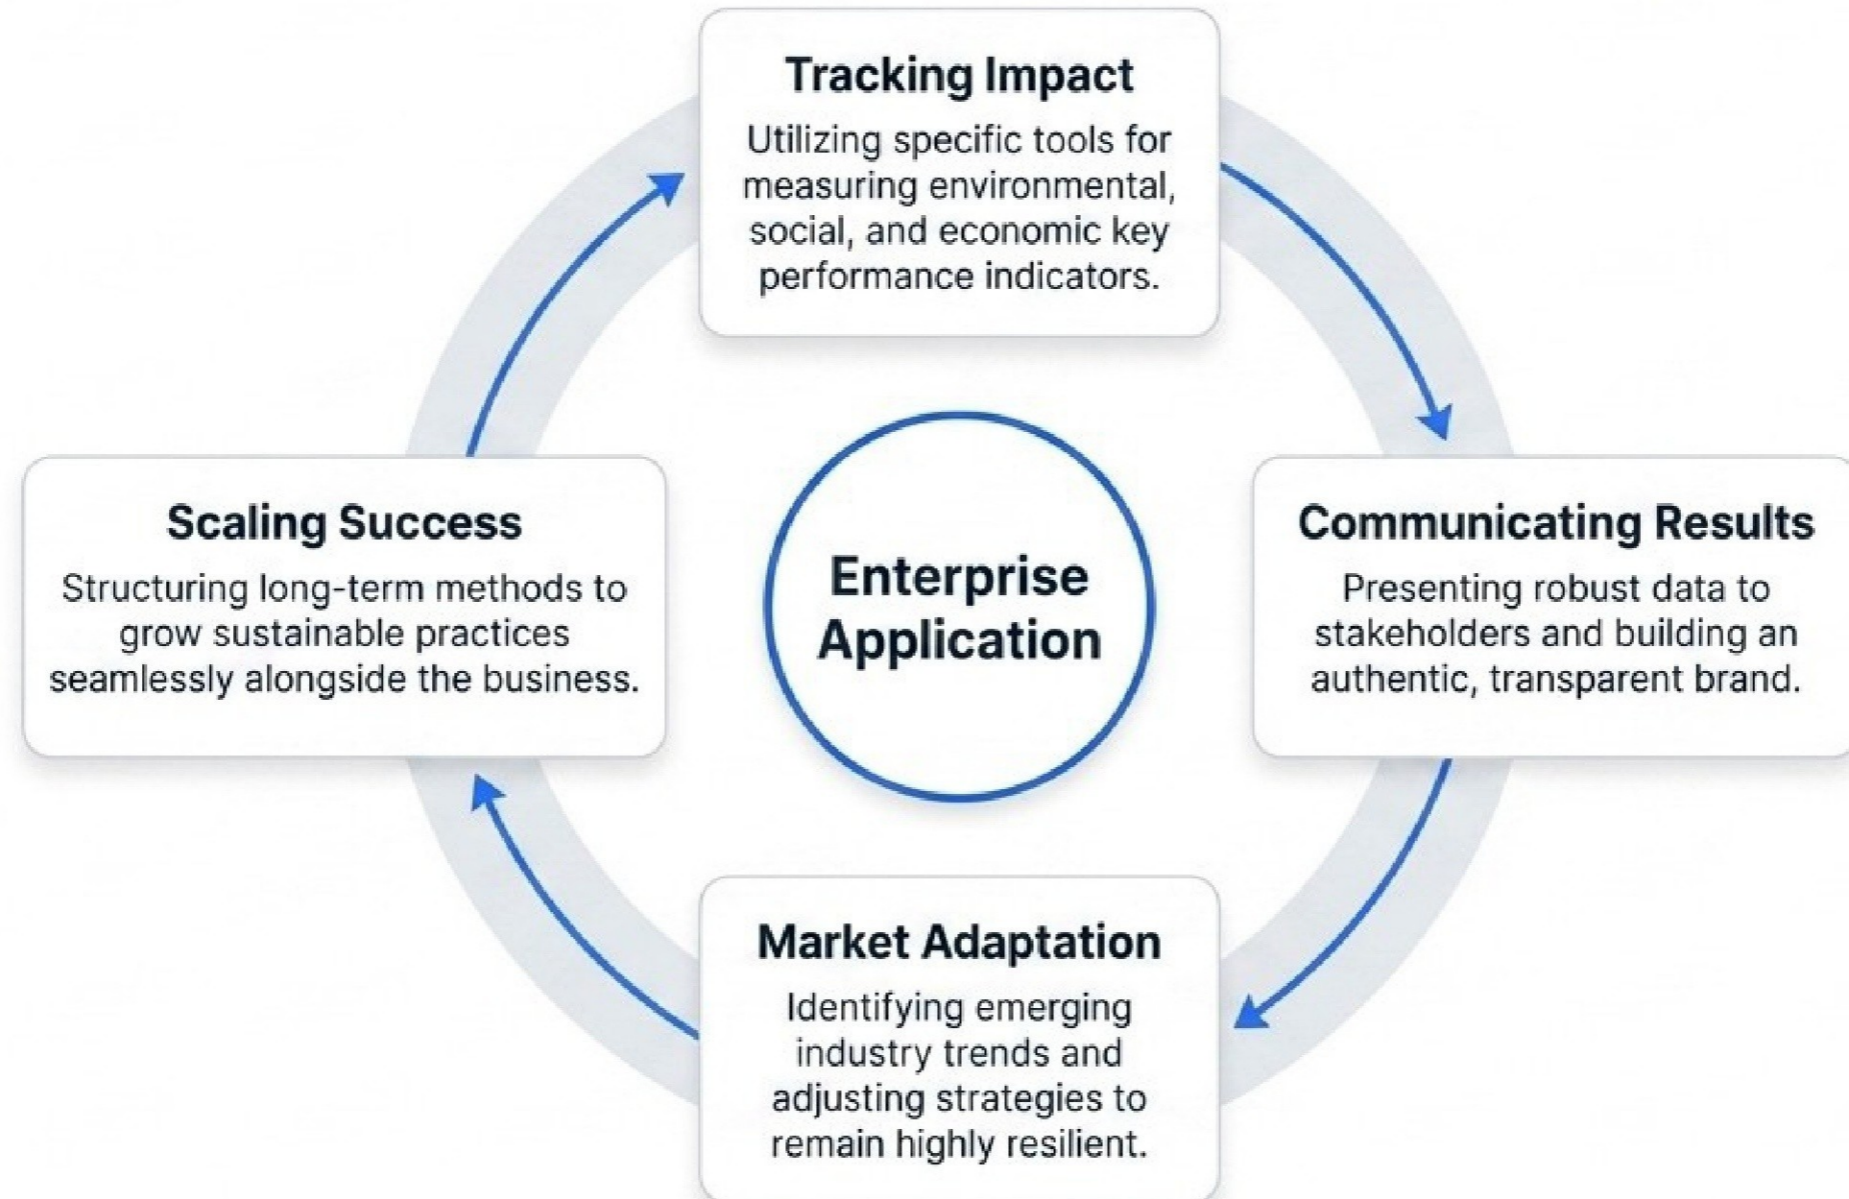 Tracking Impact
Utilizing specific tools for
measuring environmental,
social, and economic key
performance indicators.
Scaling Success
Structuring long-term methods to
grow sustainable practices
seamlessly alongside the business.
Enterprise
Application
Communicating Results
Presenting robust data to
stakeholders and building an
authentic, transparent brand.
Market Adaptation
Identifying emerging
industry trends and
adjusting strategies to
remain highly resilient.